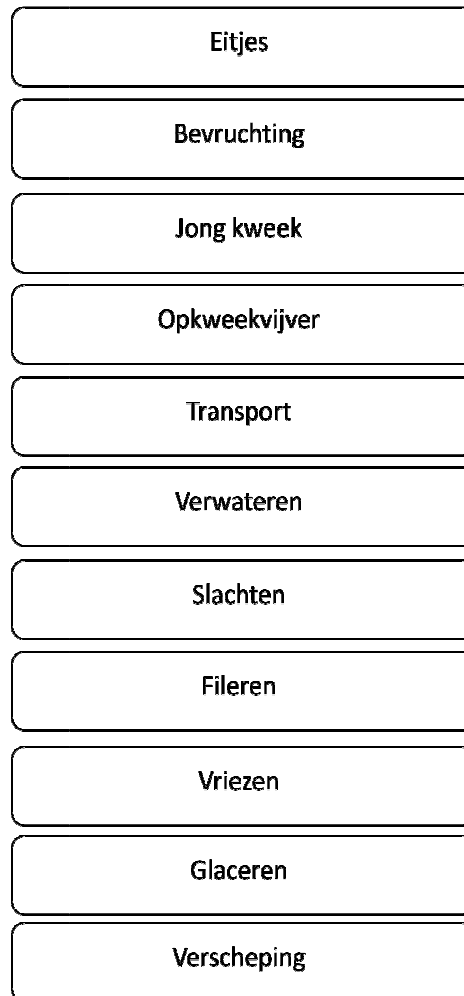 Eitjes
Bevruchting
Jong kweek
Opkweekvijver
Transport
Verwateren
Slachten
Fileren
Vriezen
Glaceren
Verscheping